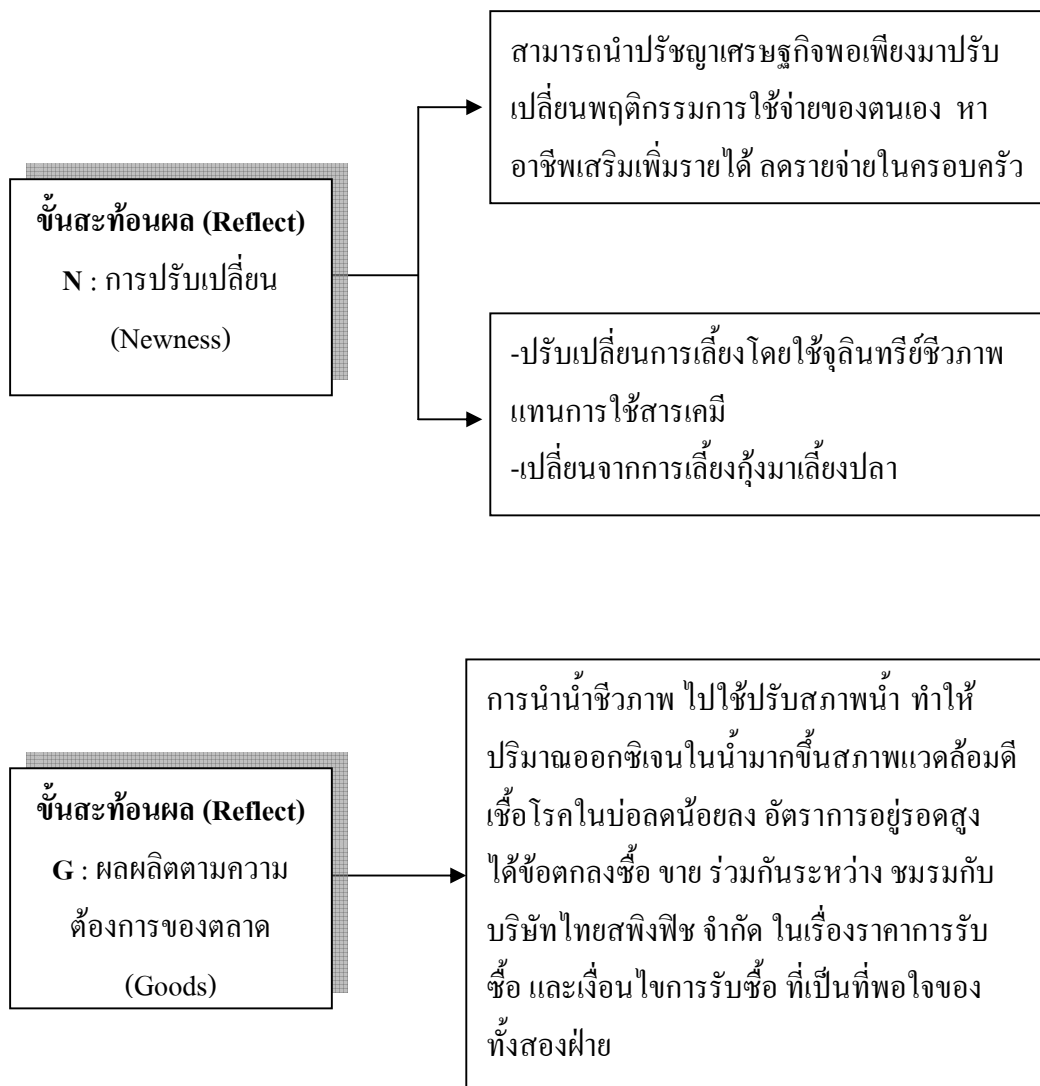 สามารถนำปรัชญาเศรษฐกิจพอเพียงมาปรับ
เปลี่ยนพฤติกรรมการใช้จ่ายของตนเอง หา
อาชีพเสริมเพิ่มรายได้ ลดรายจ่ายในครอบครัว
ขั้นสะท้อนผล (Reflect)
N : การปรับเปลี่ยน
(Newness)
-ปรับเปลี่ยนการเลี้ยงโดยใช้จุลินทรีย์ชีวภาพ
แทนการใช้สารเคมี
-เปลี่ยนจากการเลี้ยงกุ้งมาเลี้ยงปลา
ขั้นสะท้อนผล (Reflect)
G : ผลผลิตตามความ
ต้องการของตลาด
(Goods)
การนำน้ำชีวภาพ ไปใช้ปรับสภาพน้ำ ทำให้
ปริมาณออกซิเจนในน้ำมากขึ้นสภาพแวดล้อมดี
เชื้อโรคในบ่อลดน้อยลง อัตราการอยู่รอดสูง
ได้ข้อตกลงซื้อ ขาย ร่วมกันระหว่าง ชมรมกับ
บริษัทไทยสพิงฟิช จำกัด ในเรื่องราคาการรับ
ซื้อ และเงื่อนไขการรับซื้อ ที่เป็นที่พอใจของ
ทั้งสองฝ่าย